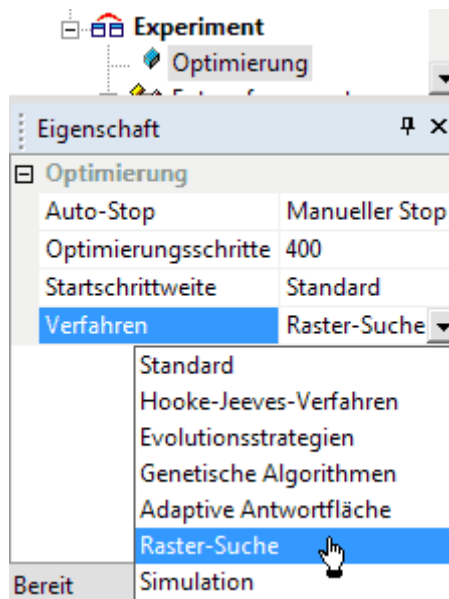 Experiment
Optimierung
Eigenschaft
Optimierung
Auto-Stop Manueller Stop
Optimierungsschritte 400
Startschrittweite Standard
Verfahren Raster-Suche
Standard
Hooke-Jeeves-Verfahren
Evolutionsstrategien
Genetische Algorithmen
Adaptive Antwortfläche
Raster-Suche
Bereit Simulation